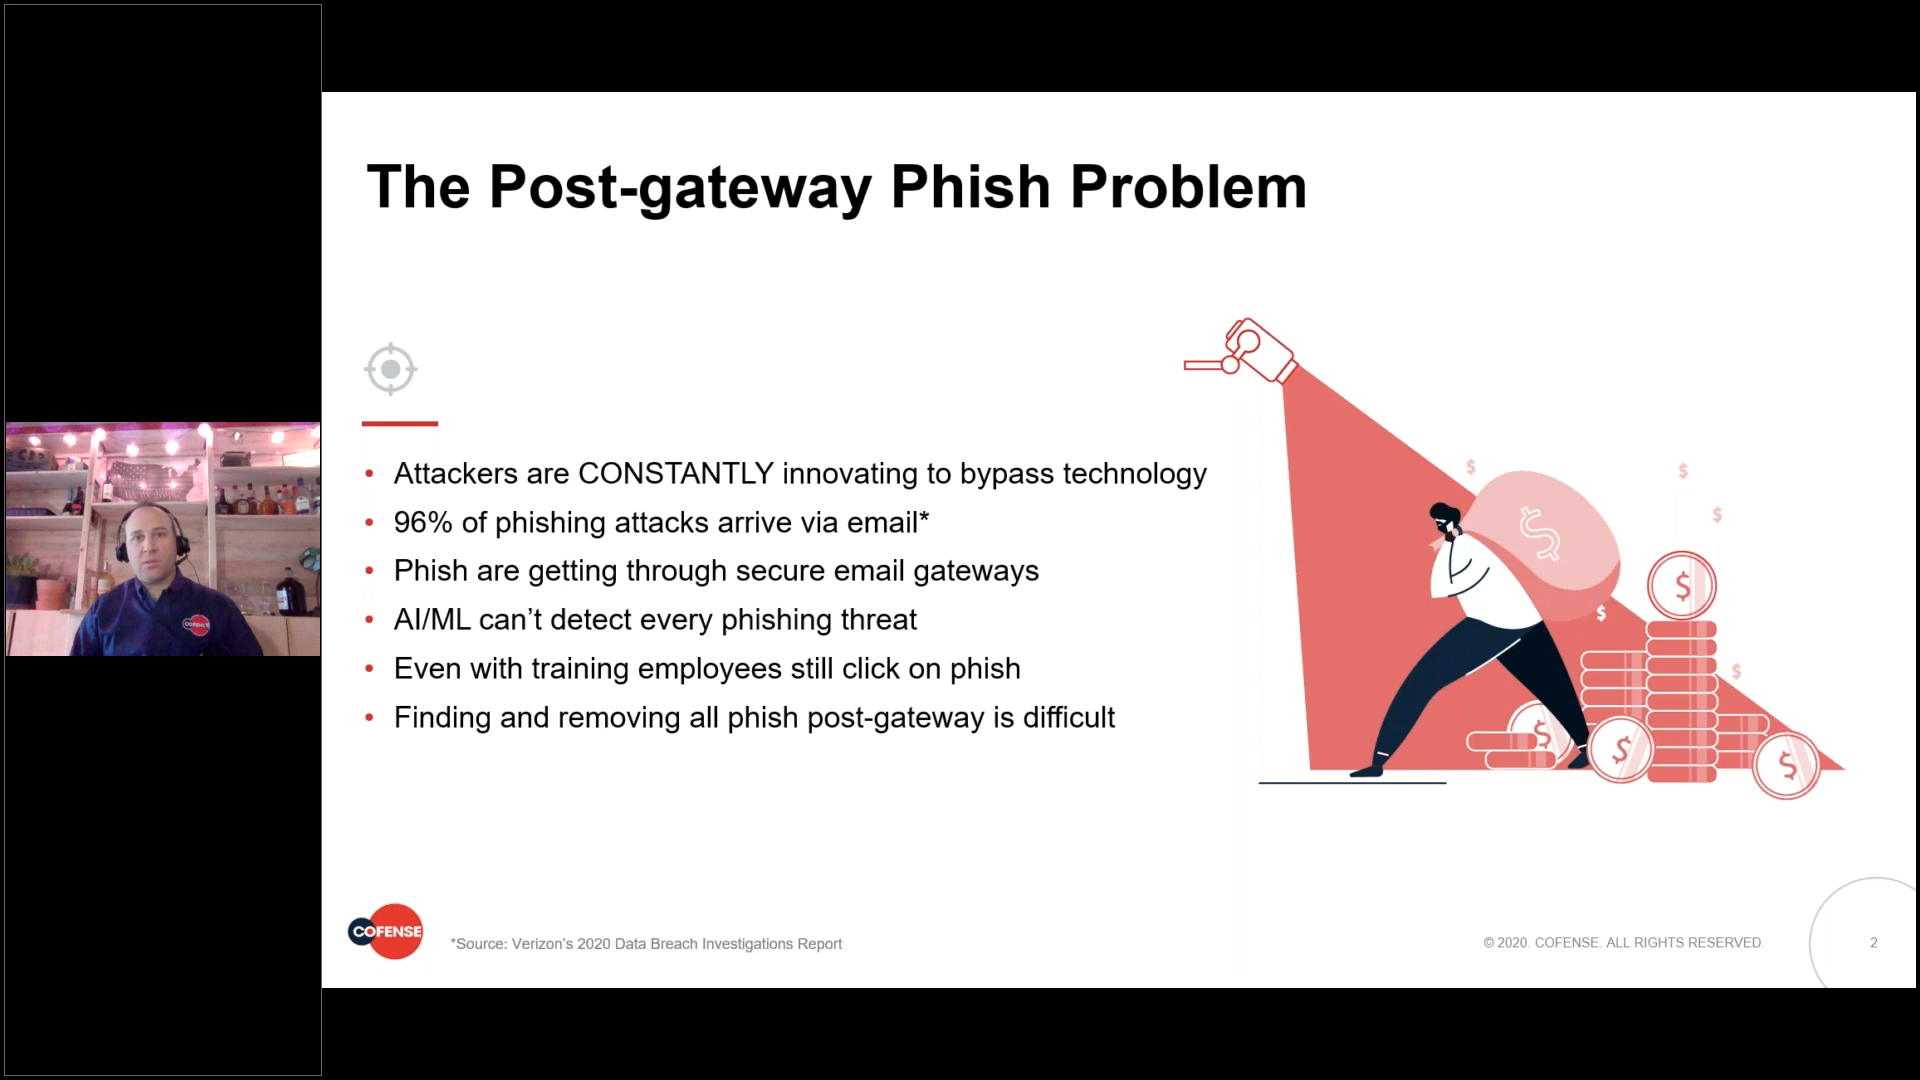 The Post-gateway Phish Problem
• Attackers are CONSTANTLY innovating to bypass technology
• 96% of phishing attacks arrive via email*
• Phish are getting through secure email gateways
• AI/ML can’t detect every phishing threat
• Even with training employees still click on phish
• Finding and removing all phish post-gateway is difficult
$
$
$
$
$
$
$
$
$
$
COFENSE
COFENSE
*Source: Verizon’s 2020 Data Breach Investigations Report
© 2020. COFENSE. ALL RIGHTS RESERVED.
2